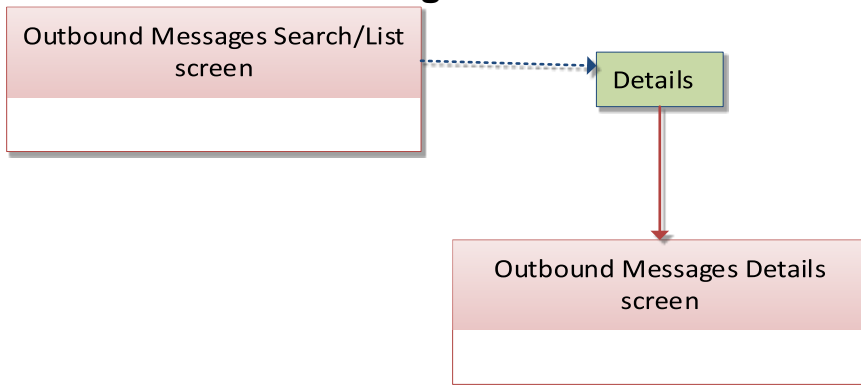 Outbound Messages Search/List
screen
Details
Outbound Messages Details
screen